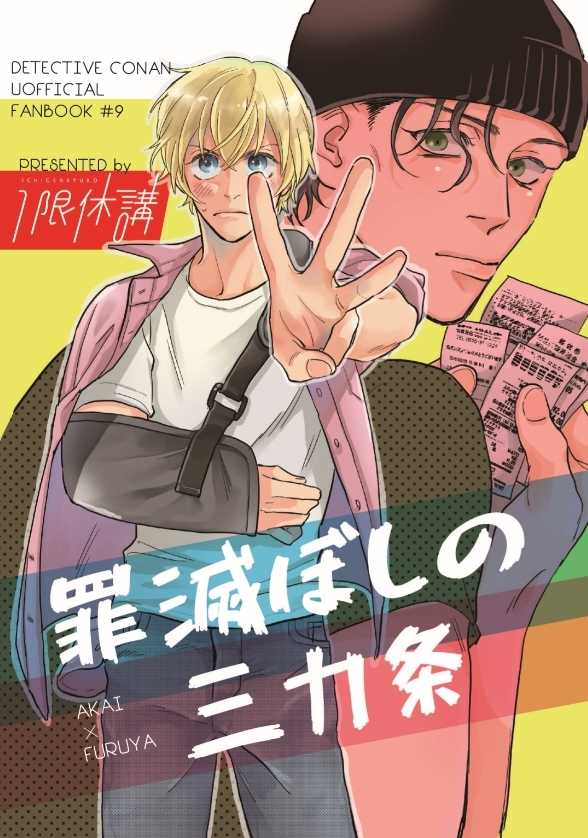 DETECTIVE CONAN
UOFFICIAL
FANBOOK #9
PRESENTED by
ICHIGENKYUKO
1限休講
罪滅ぼしの
三カ条
AKAI
×
FURUYA